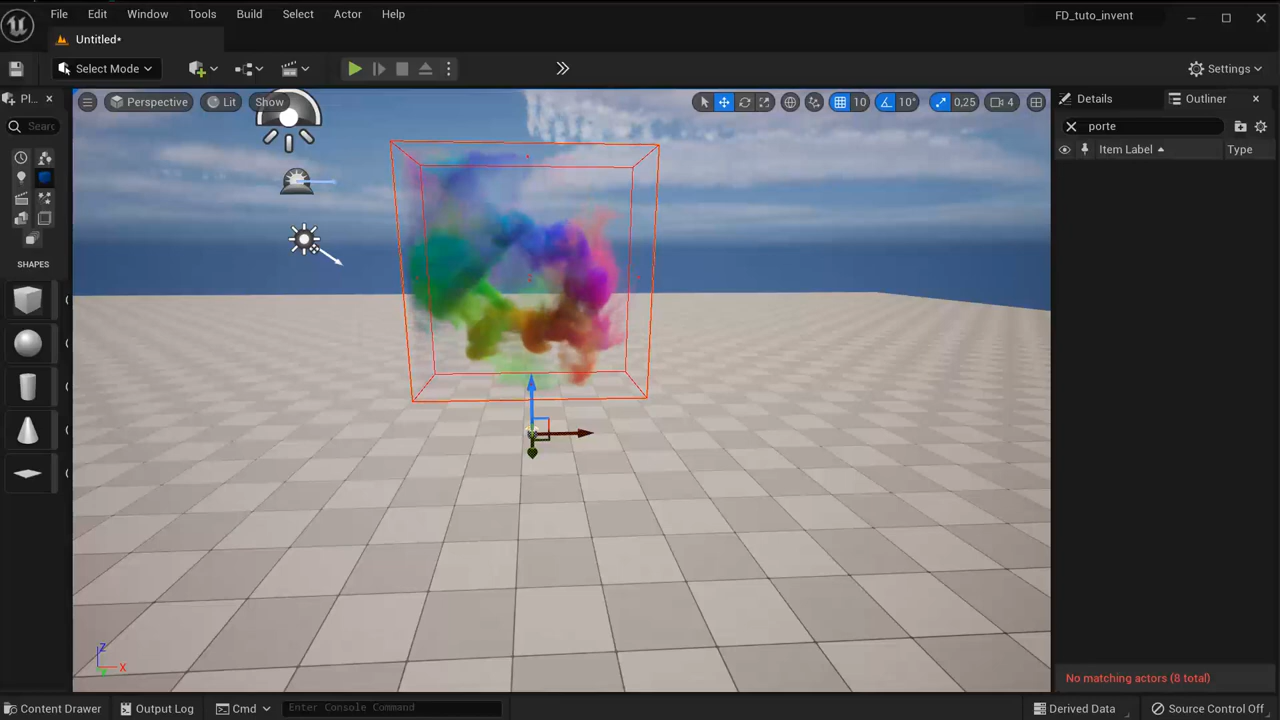 File Edit Window Tools Build Select Actor Help
FD_tuto_invent
Untitled*
Select Mode
Settings
Pl...
Perspective
Lit
Show
10
10°
0,25
4
Details
Outliner
Searc
porte
Item Label
Type
SHAPES
C
C
C
C
No matching actors (8 total)
Z
X
Content Drawer
Output Log
Cmd
Enter Console Command
Derived Data
Source Control Off